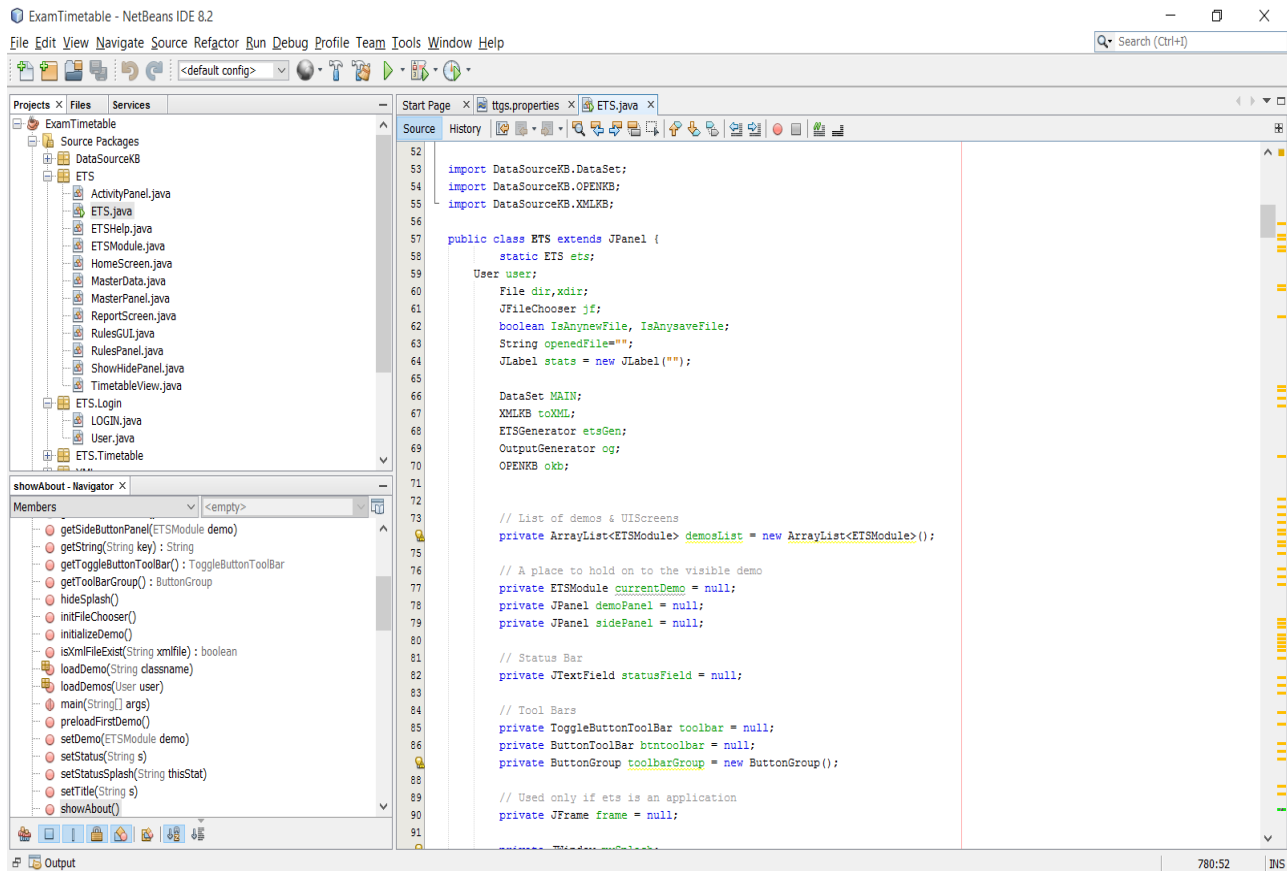 ExamTimetable - NetBeans IDE 8.2
File Edit View Navigate Source Refactor Run Debug Profile Team Tools Window Help
Search (Ctrl+I)
<default config>
Projects Files Services
ExamTimetable
Source Packages
DataSourceKB
ETS
ActivityPanel.java
ETS.java
ETSHelp.java
ETSModule.java
HomeScreen.java
MasterData.java
MasterPanel.java
ReportScreen.java
RulesGUI.java
RulesPanel.java
ShowHidePanel.java
TimetableView.java
ETS.Login
LOGIN.java
User.java
ETS.Timetable
showAbout - Navigator
Members <empty>
getSideButtonPanel(ETSModule demo)
getString(String key) : String
getToggleButtonToolBar() : ToggleButtonToolBar
getToolBarGroup() : ButtonGroup
hideSplash()
initFileChooser()
initializeDemo()
isXmlFileExist(String xmlfile) : boolean
loadDemo(String classname)
loadDemos(User user)
main(String[] args)
preloadFirstDemo()
setDemo(ETSModule demo)
setStatus(String s)
setStatusSplash(String thisStat)
setTitle(String s)
showAbout()
Start Page ttgs.properties ETS.java
Source History
52
53 import DataSourceKB.DataSet;
54 import DataSourceKB.OPENKB;
55 import DataSourceKB.XMLKB;
56
57 public class ETS extends JPanel {
58 static ETS ets;
59 User user;
60 File dir,xdir;
61 JFileChooser jf;
62 boolean IsAnynewFile, IsAnysaveFile;
63 String openedFile="";
64 JLabel stats = new JLabel("");
65
66 DataSet MAIN;
67 XMLKB toXML;
68 ETSGenerator etsGen;
69 OutputGenerator og;
70 OPENKB okb;
71
72
73 // List of demos & UIScreens
private ArrayList<ETSModule> demosList = new ArrayList<ETSModule>();
75
76 // A place to hold on to the visible demo
77 private ETSModule currentDemo = null;
78 private JPanel demoPanel = null;
79 private JPanel sidePanel = null;
80
81 // Status Bar
82 private JTextField statusField = null;
83
84 // Tool Bars
85 private ToggleButtonToolBar toolbar = null;
86 private ButtonToolBar btntoolbar = null;
private ButtonGroup toolbarGroup = new ButtonGroup();
88
89 // Used only if ets is an application
90 private JFrame frame = null;
91
Output
780:52 INS